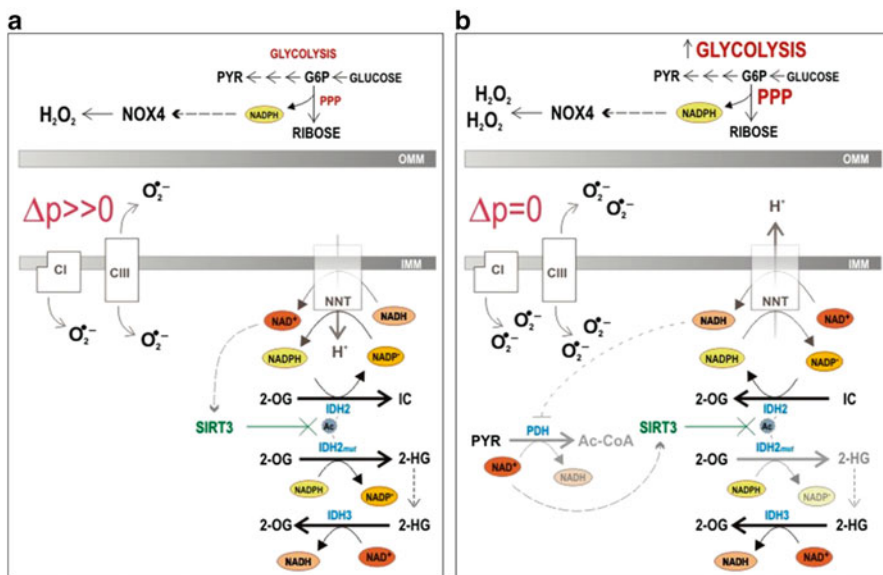 a
GLYCOLYSIS
PYR G6P GLUCOSE
PPP
H₂O₂ NOX4 NADPH
RIBOSE
OMM
O₂•−
Δp>>0
CI CIII
IMM
NNT
O₂•− O₂•−
NAD⁺ NADH
H⁺
NADPH NADP⁺
2-OG IC
IDH2
SIRT3 Ac
IDH2mut
2-OG 2-HG
NADPH NADP⁺
IDH3
2-OG 2-HG
NADH NAD⁺
b
↑ GLYCOLYSIS
PYR G6P GLUCOSE
H₂O₂
PPP
H₂O₂ NOX4 NADPH
RIBOSE
OMM
O₂•−
O₂•−
Δp=0
H⁺
CI CIII
IMM
NNT
O₂•− O₂•−
O₂•− O₂•−
NADH NAD⁺
NADPH NADP⁺
2-OG IC
IDH2
PDH SIRT3 Ac
PYR Ac-CoA
IDH2mut
2-OG 2-HG
NAD⁺ NADH
NADPH NADP⁺
IDH3
2-OG 2-HG
NADH NAD⁺